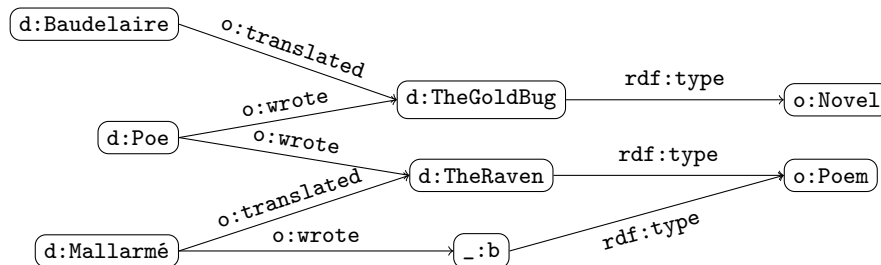 d:Baudelaire
o:translated
d:TheGoldBug
rdf:type
o:Novel
o:wrote
d:Poe
o:wrote
d:TheRaven
rdf:type
o:Poem
o:translated
d:Mallarmé
o:wrote
_:b
rdf:type